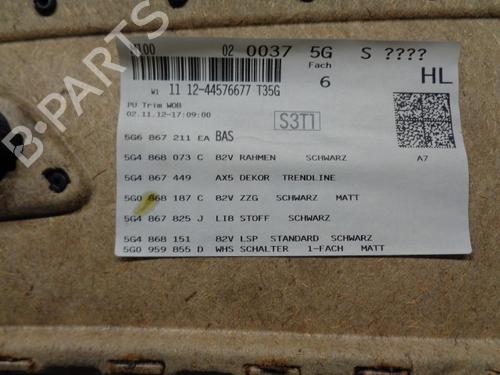 W100 02 0037 5G S ????
Fach
6
HL
W1 11 12-44576677 T35G
PU Trim WOB
02.11.12-17:09:00
S3T1
5G6 867 211 EA BAS
5G4 868 073 C 82V RAHMEN SCHWARZ A7
5G4 867 449 AX5 DEKOR TRENDLINE
5G0 868 187 C 82V ZZG SCHWARZ MATT
5G4 867 825 J LI8 STOFF SCHWARZ
5G4 868 151 82V LSP STANDARD SCHWARZ
5G0 959 855 D WHS SCHALTER 1-FACH MATT
B-PARTS